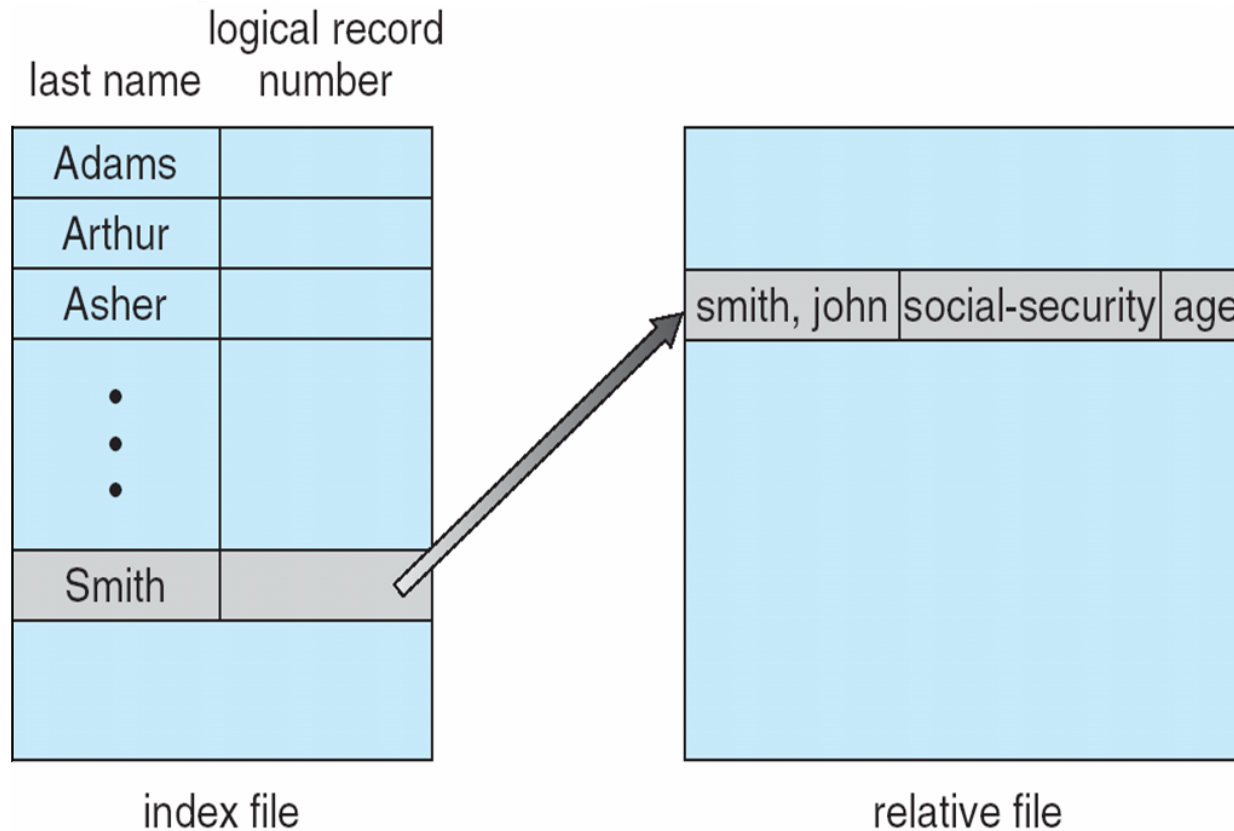 logical record
last name number
Adams
Arthur
Asher
smith, john social-security age
Smith
index file relative file